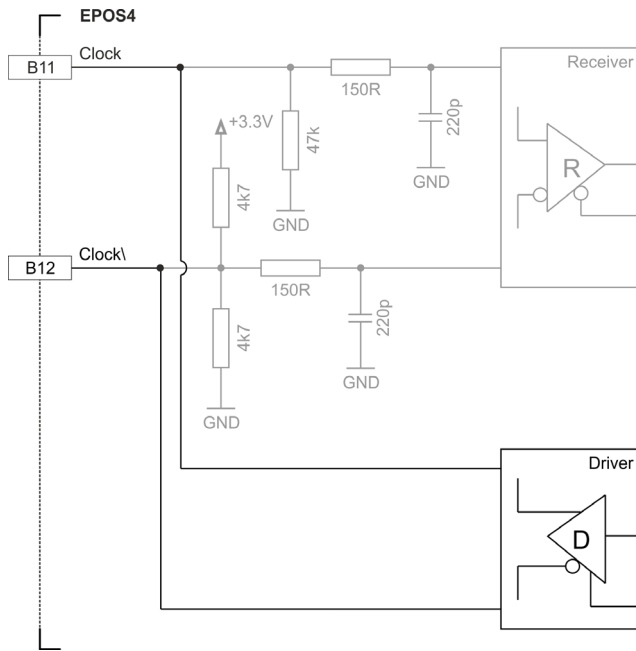 EPOS4
B11
Clock
150R
220p
GND
47k
GND
+3.3V
4k7
Receiver
R
B12
Clock\
150R
220p
GND
4k7
GND
Driver
D